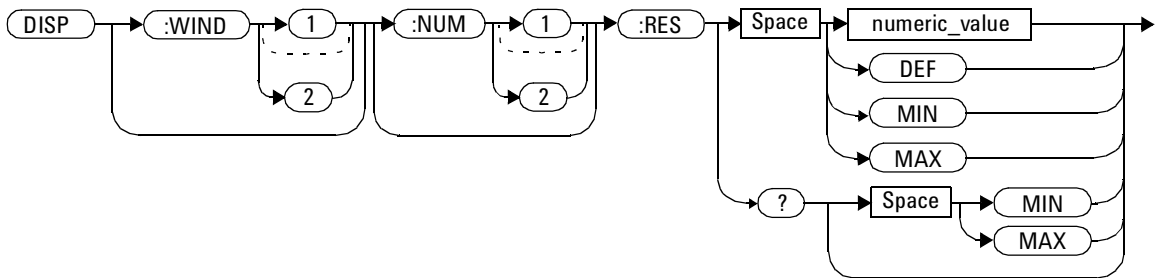 DISP :WIND 1 :NUM 1 :RES Space numeric_value
2 2 DEF
MIN
MAX
? Space MIN
MAX